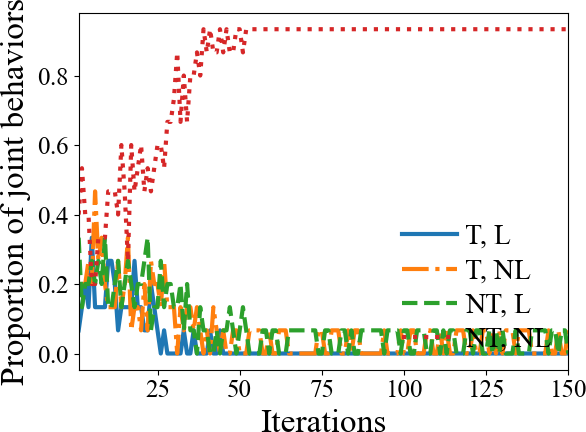 Proportion of joint behaviors
0.8
0.6
0.4
0.2
0.0
T, L
T, NL
NT, L
NT, NL
25 50 75 100 125 150
Iterations